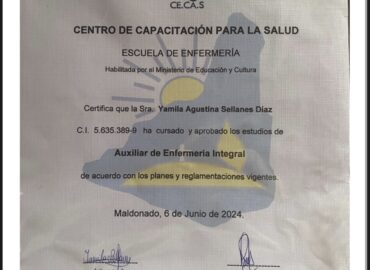 CE.CA.S
CENTRO DE CAPACITACIÓN PARA LA SALUD
ESCUELA DE ENFERMERÍA
Habilitada por el Ministerio de Educación y Cultura
Certifica que la Sra. Yamila Agustina Sellanes Díaz
C.I. 5.635.389-9 ha cursado y aprobado los estudios de
Auxiliar de Enfermería Integral
de acuerdo con los planes y reglamentaciones vigentes.
Maldonado, 6 de Junio de 2024.